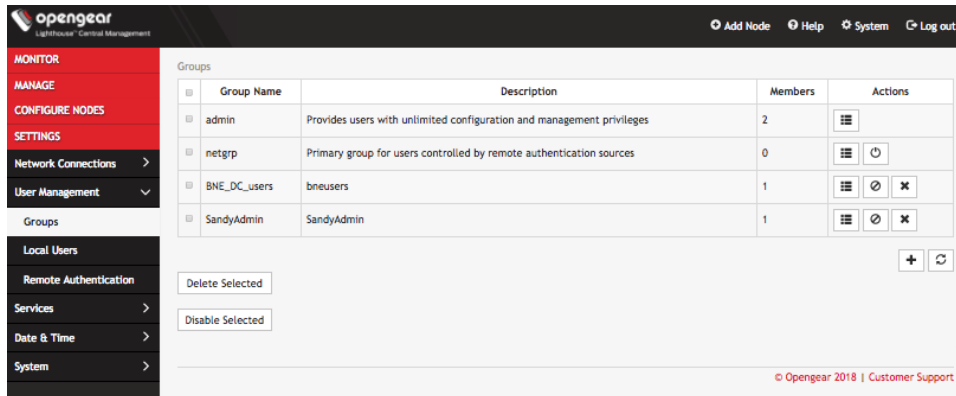 opengear
Lighthouse™ Central Management
Add Node Help System Log out
MONITOR
MANAGE
CONFIGURE NODES
SETTINGS
Network Connections
User Management
Groups
Local Users
Remote Authentication
Services
Date & Time
System
Groups
Group Name Description Members Actions
admin Provides users with unlimited configuration and management privileges 2
netgrp Primary group for users controlled by remote authentication sources 0
BNE_DC_users bneusers 1
SandyAdmin SandyAdmin 1
Delete Selected
Disable Selected
© Opengear 2018 | Customer Support